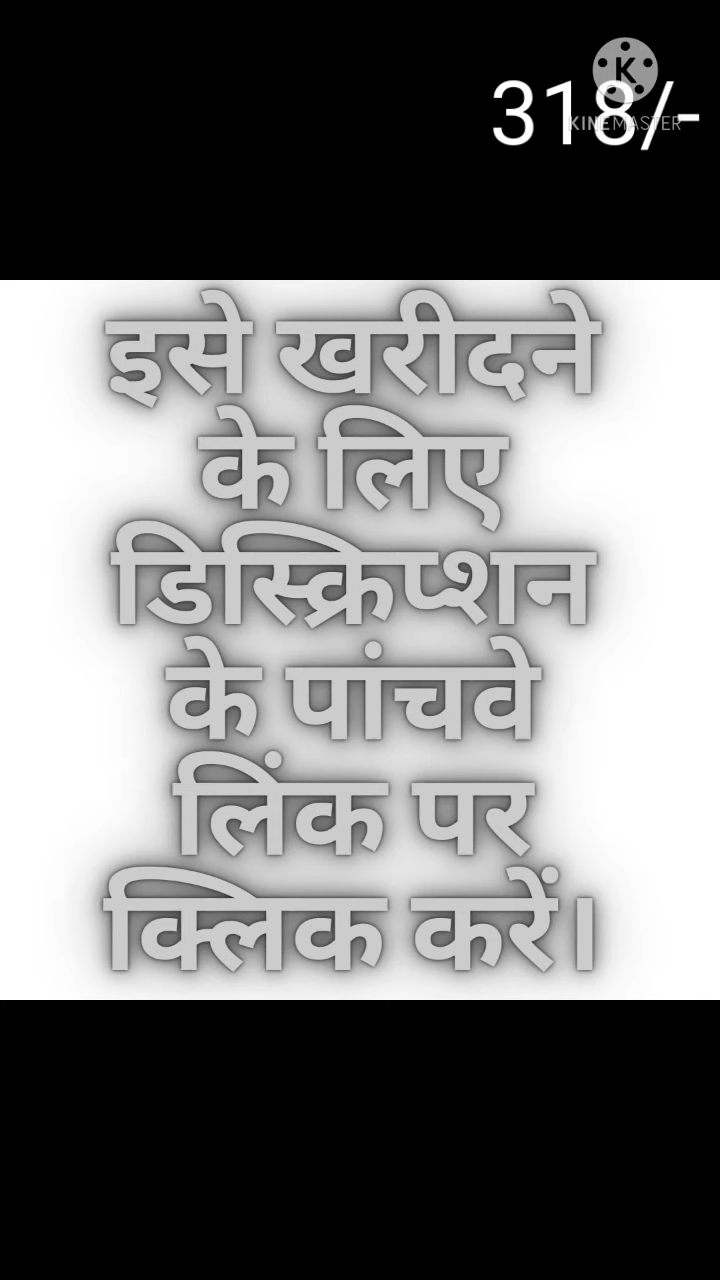 318/-
KINEMASTER
इसे खरीदने
के लिए
डिस्क्रिप्शन
के पांचवे
लिंक पर
क्लिक करें।